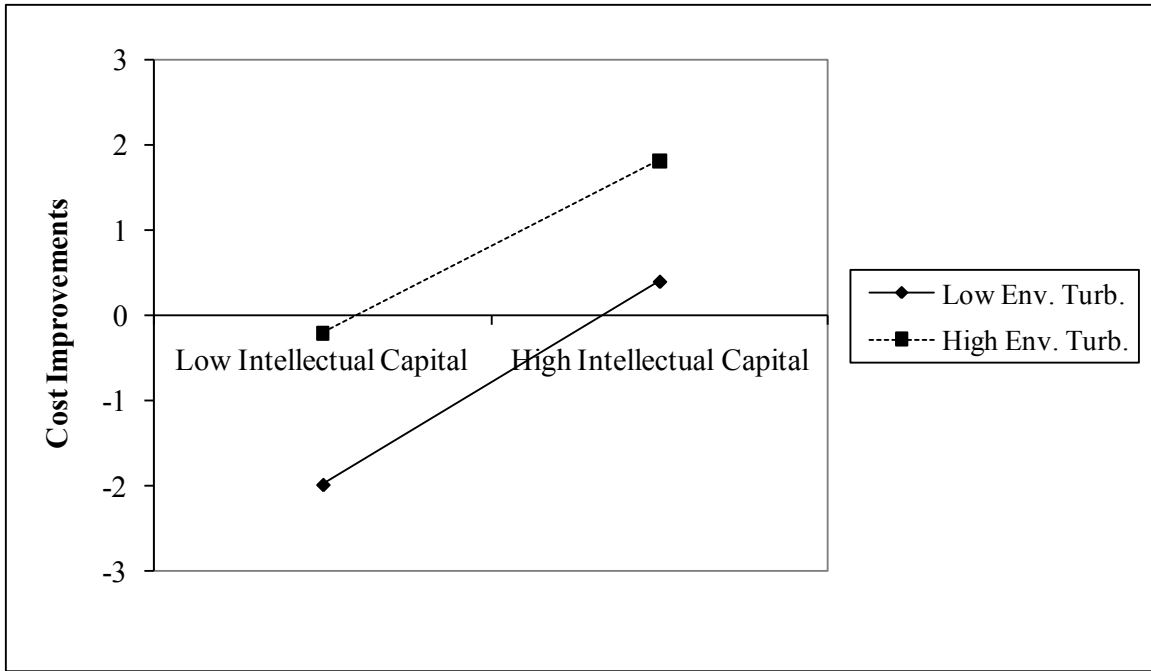 Cost Improvements
3
2
1
0
-1
-2
-3
Low Intellectual Capital
High Intellectual Capital
Low Env. Turb.
High Env. Turb.